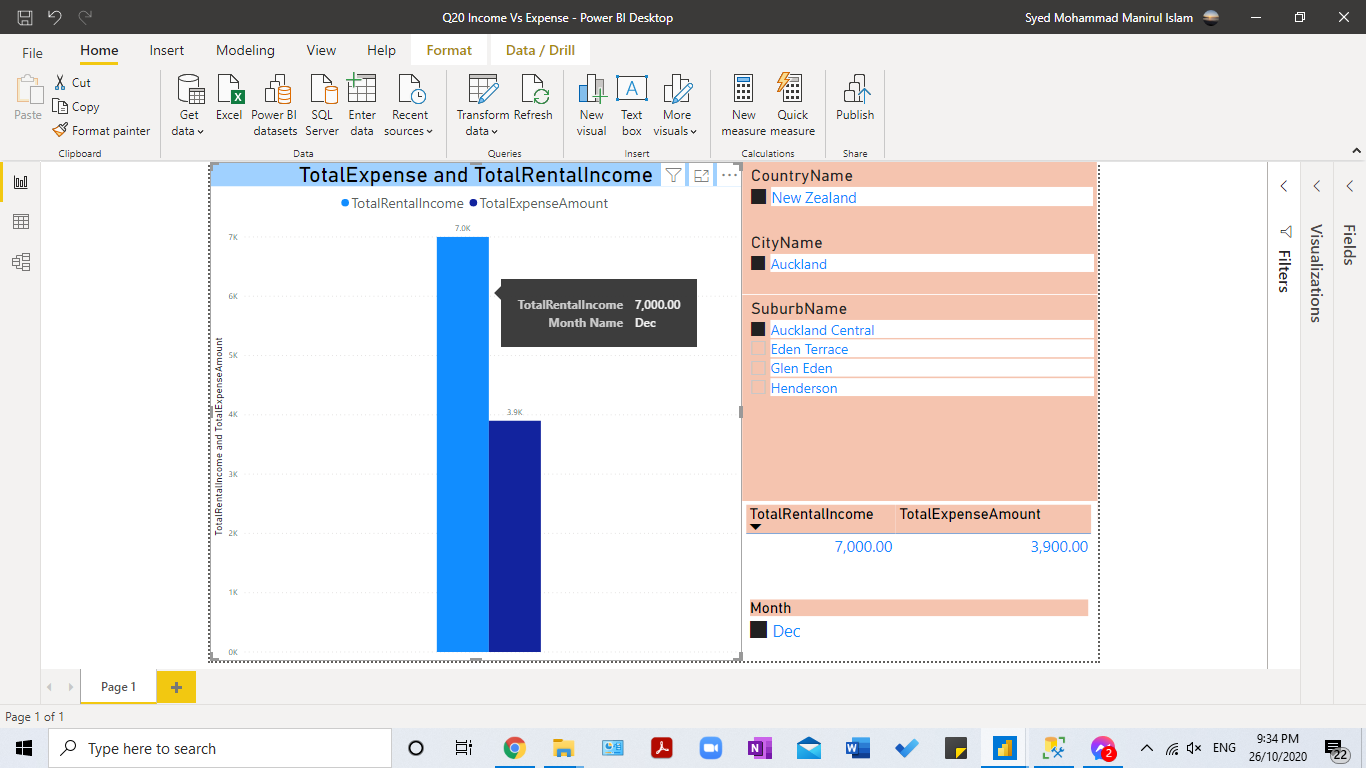 Q20 Income Vs Expense - Power BI Desktop
Syed Mohammad Manirul Islam
File
Home
Insert
Modeling
View
Help
Format
Data / Drill
Paste
Cut
Copy
Format painter
Clipboard
Get data
Excel
Power BI datasets
SQL Server
Enter data
Recent sources
Data
Transform data
Refresh
Queries
New visual
Text box
More visuals
Insert
New measure
Quick measure
Calculations
Publish
Share
TotalExpense and TotalRentalIncome
TotalRentalIncome
TotalExpenseAmount
TotalRentalIncome and TotalExpenseAmount
7K
6K
5K
4K
3K
2K
1K
0K
7.0K
3.9K
TotalRentalIncome 7,000.00
Month Name Dec
CountryName
New Zealand
CityName
Auckland
SuburbName
Auckland Central
Eden Terrace
Glen Eden
Henderson
TotalRentalIncome TotalExpenseAmount
7,000.00 3,900.00
Month
Dec
Filters
Visualizations
Fields
Page 1
Page 1 of 1
Type here to search
2
ENG
9:34 PM
26/10/2020
22